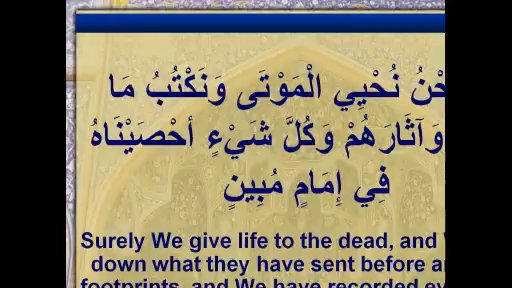 نُحْيِي الْمَوْتَى وَنَكْتُبُ مَا
وَآثَارَهُمْ وَكُلَّ شَيْءٍ أحْصَيْنَاهُ
فِي إِمَامٍ مُبِينٍ
Surely We give life to the dead, and
down what they have sent before
footprints, and We have recorded